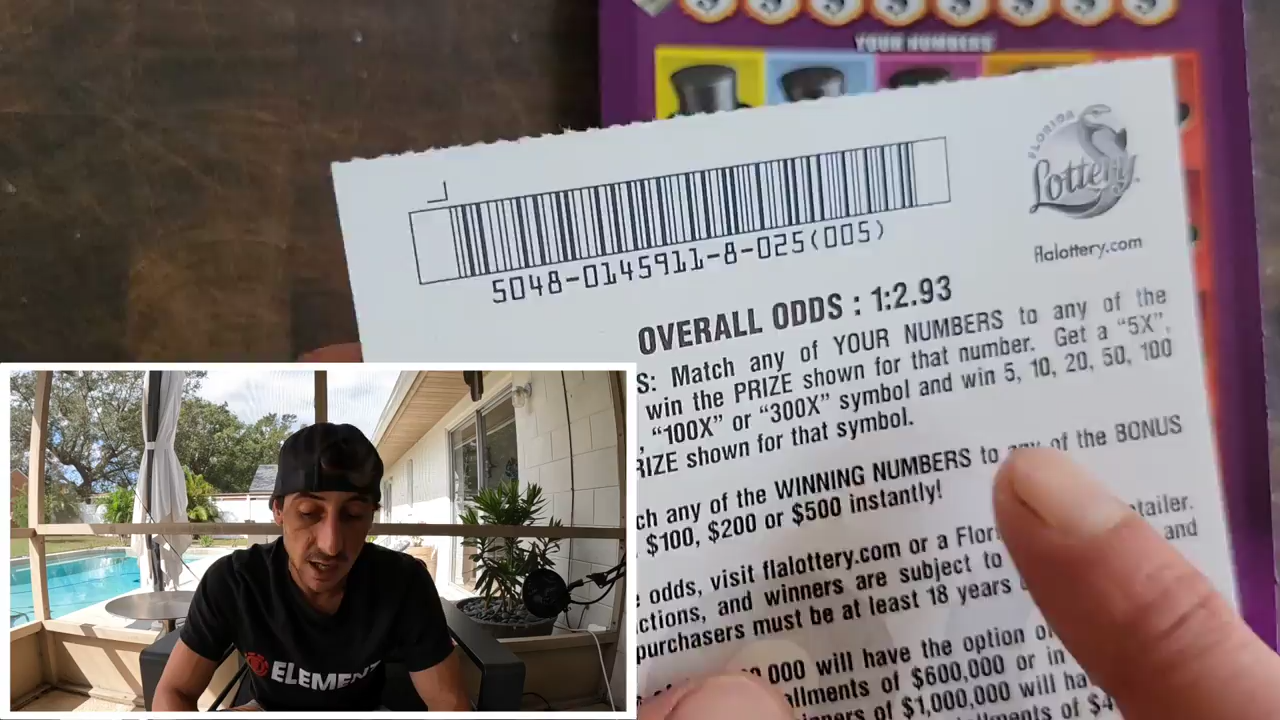 YOUR NUMBERS
FLORIDA
Lottery
flalottery.com
5048-0145911-8-025(005)
OVERALL ODDS : 1:2.93
S: Match any of YOUR NUMBERS to any of the
win the PRIZE shown for that number. Get a “5X”,
, “100X” or “300X” symbol and win 5, 10, 20, 50, 100
RIZE shown for that symbol.
ch any of the WINNING NUMBERS to any of the BONUS
$100, $200 or $500 instantly!
odds, visit flalottery.com or a Flori tailer.
ctions, and winners are subject to and
purchasers must be at least 18 years
000 will have the option
allments of $600,000 or in
of $1,000,000 will ha
of $4
ELEMENT